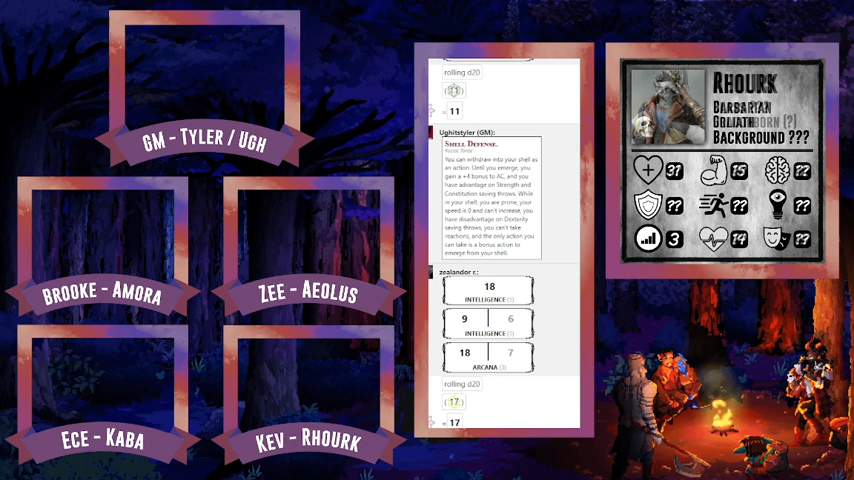 GM - Tyler / Ugh
Brooke - Amora
Zee - Aeolus
Ece - Kaba
Kev - Rhourk
rolling d20
(11)
= 11
Ughitstyler (GM):
Shell Defense.
Racial Tortle
You can withdraw into your shell as
an action. Until you emerge, you
gain a +4 bonus to AC, and you
have advantage on Strength and
Constitution saving throws. While
in your shell, you are prone, your
speed is 0 and can't increase, you
have disadvantage on Dexterity
saving throws, you can't take
reactions, and the only action you
can take is a bonus action to
emerge from your shell.
zealander r.:
18
INTELLIGENCE (1)
9 | 6
INTELLIGENCE (1)
18 | 7
ARCANA (3)
rolling d20
(17)
= 17
Rhourk
Barbarian
Goliathborn (?)
Background ???
31 15 ??
?? ?? ??
3 14 ??